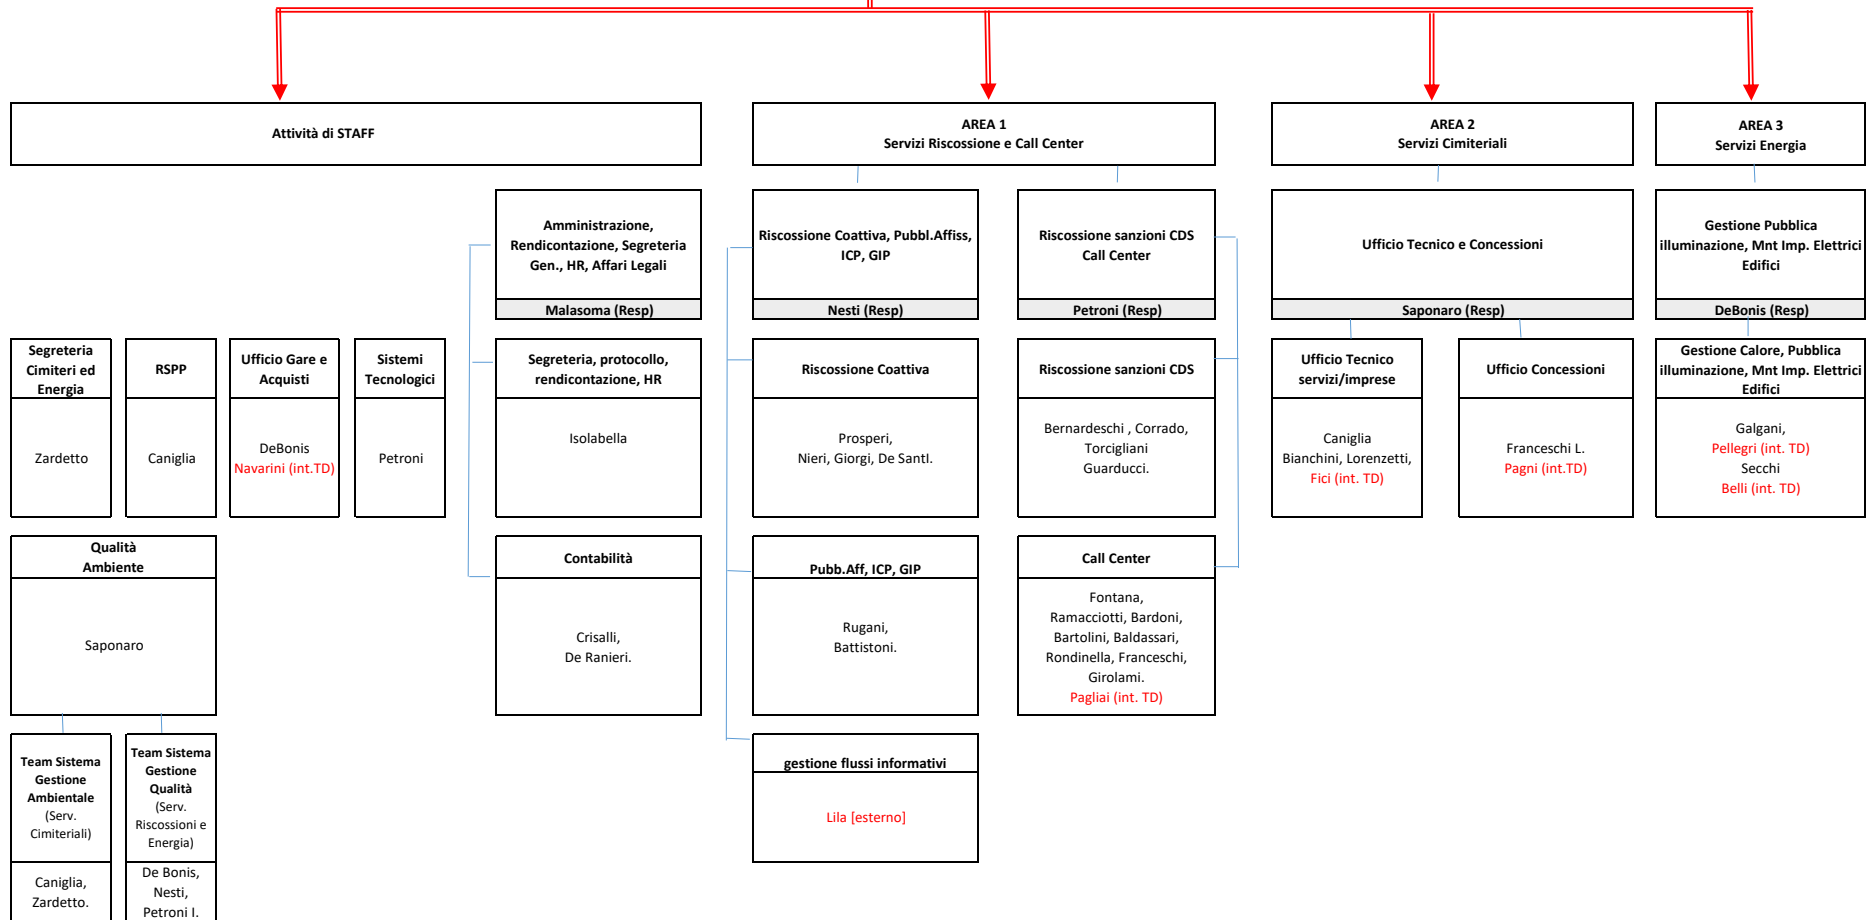 Attività di STAFF
AREA 1
Servizi Riscossione e Call Center
AREA 2
Servizi Cimiteriali
AREA 3
Servizi Energia
Amministrazione,
Rendicontazione, Segreteria
Gen., HR, Affari Legali
Malasoma (Resp)
Riscossione Coattiva, Pubbl.Affiss,
ICP, GIP
Nesti (Resp)
Riscossione sanzioni CDS
Call Center
Petroni (Resp)
Ufficio Tecnico e Concessioni
Saponaro (Resp)
Gestione Pubblica
illuminazione, Mnt Imp. Elettrici
Edifici
DeBonis (Resp)
Segreteria
Cimiteri ed
Energia
Zardetto
RSPP
Caniglia
Ufficio Gare e
Acquisti
DeBonis
Navarini (int.TD)
Sistemi
Tecnologici
Petroni
Segreteria, protocollo,
rendicontazione, HR
Isolabella
Riscossione Coattiva
Prosperi,
Nieri, Giorgi, De SantI.
Riscossione sanzioni CDS
Bernardeschi , Corrado,
Torcigliani
Guarducci.
Ufficio Tecnico
servizi/imprese
Caniglia
Bianchini, Lorenzetti,
Fici (int. TD)
Ufficio Concessioni
Franceschi L.
Pagni (int.TD)
Gestione Calore, Pubblica
illuminazione, Mnt Imp. Elettrici
Edifici
Galgani,
Pellegri (int. TD)
Secchi
Belli (int. TD)
Qualità
Ambiente
Saponaro
Contabilità
Crisalli,
De Ranieri.
Pubb.Aff, ICP, GIP
Rugani,
Battistoni.
Call Center
Fontana,
Ramacciotti, Bardoni,
Bartolini, Baldassari,
Rondinella, Franceschi,
Girolami.
Pagliai (int. TD)
Team Sistema
Gestione
Ambientale
(Serv.
Cimiteriali)
Caniglia,
Zardetto.
Team Sistema
Gestione
Qualità
(Serv.
Riscossioni e
Energia)
De Bonis,
Nesti,
Petroni I.
gestione flussi informativi
Lila [esterno]